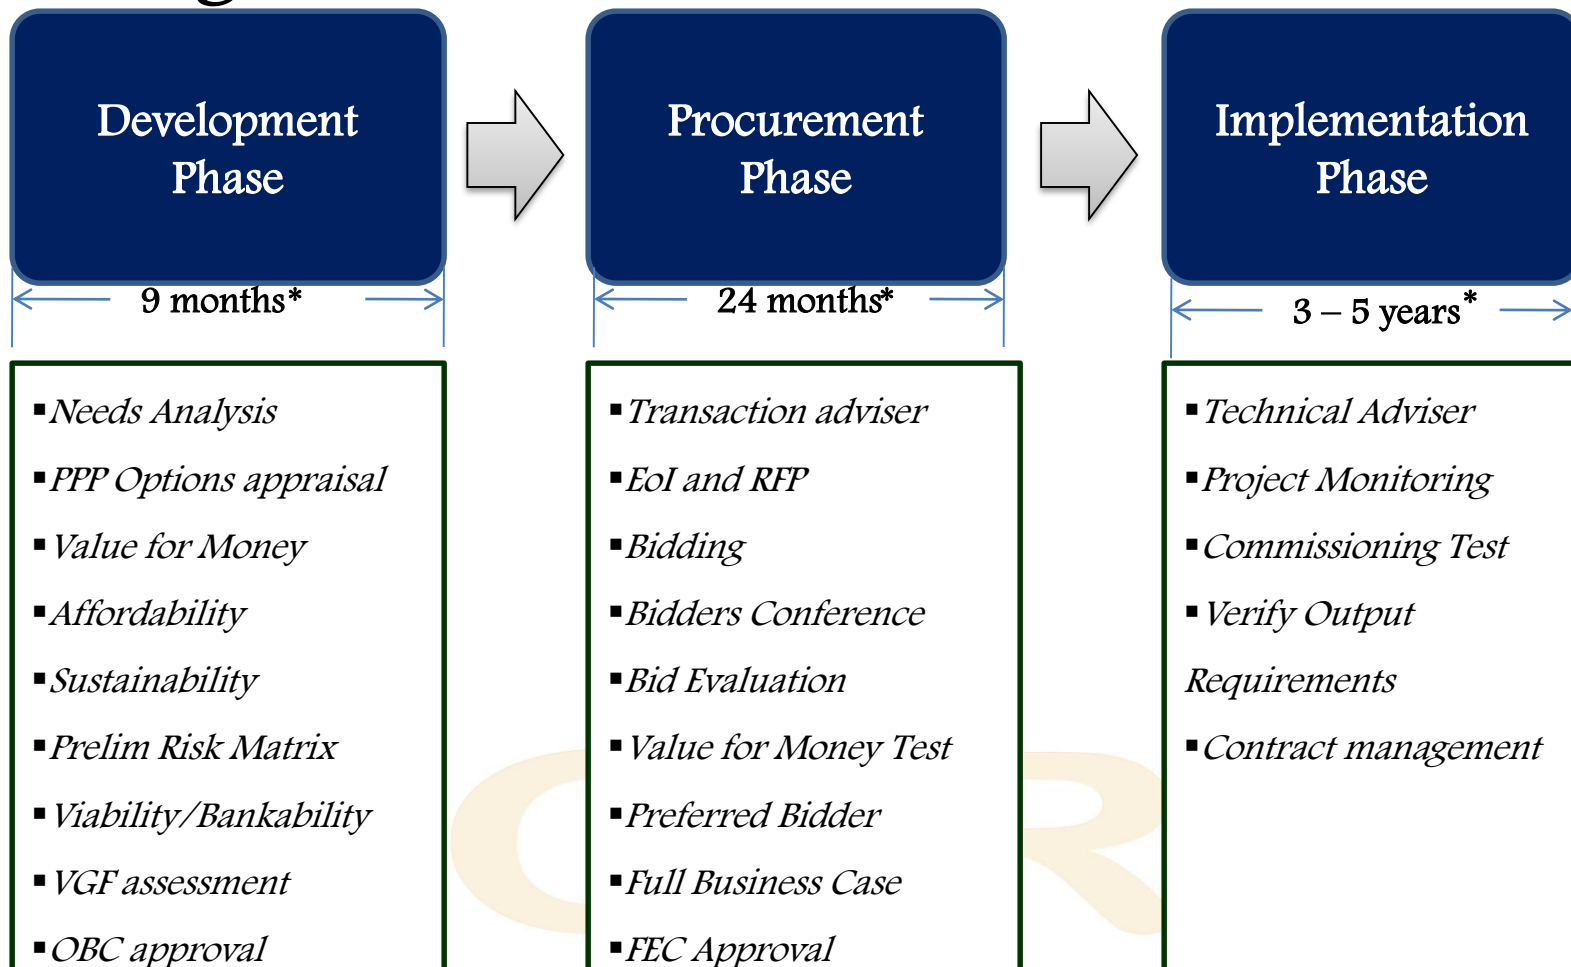 Development
Phase
Procurement
Phase
Implementation
Phase
9 months*
24 months*
3 – 5 years*
▪Needs Analysis
▪PPP Options appraisal
▪Value for Money
▪Affordability
▪Sustainability
▪Prelim Risk Matrix
▪Viability/Bankability
▪VGF assessment
▪OBC approval
▪Transaction adviser
▪EoI and RFP
▪Bidding
▪Bidders Conference
▪Bid Evaluation
▪Value for Money Test
▪Preferred Bidder
▪Full Business Case
▪FEC Approval
▪Technical Adviser
▪Project Monitoring
▪Commissioning Test
▪Verify Output
Requirements
▪Contract management